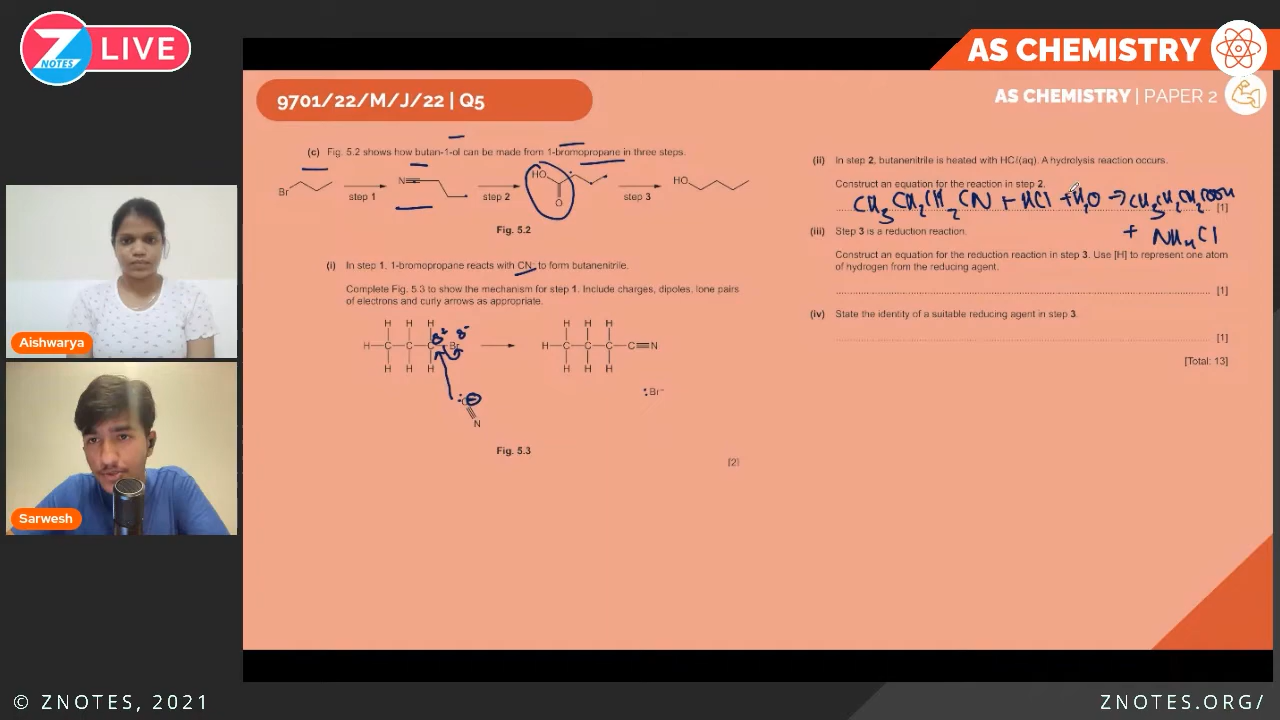 Z NOTES LIVE
AS CHEMISTRY
9701/22/M/J/22 | Q5
AS CHEMISTRY | PAPER 2
(c) Fig. 5.2 shows how butan-1-ol can be made from 1-bromopropane in three steps.
Br
step 1
N
step 2
HO
O
step 3
HO
Fig. 5.2
(i) In step 1, 1-bromopropane reacts with CN⁻ to form butanenitrile.
Complete Fig. 5.3 to show the mechanism for step 1. Include charges, dipoles, lone pairs
of electrons and curly arrows as appropriate.
H H H
H C C C δ+ Br δ-
H H H
:C⊖
N
H H H
H C C C C≡N
H H H
:Br⁻
Fig. 5.3
[2]
(ii) In step 2, butanenitrile is heated with HCl(aq). A hydrolysis reaction occurs.
Construct an equation for the reaction in step 2.
CH3CH2CH2CN + HCl + H2O → CH3CH2CH2COOH [1]
+ NH4Cl
(iii) Step 3 is a reduction reaction.
Construct an equation for the reduction reaction in step 3. Use [H] to represent one atom
of hydrogen from the reducing agent.
[1]
(iv) State the identity of a suitable reducing agent in step 3.
[1]
[Total: 13]
Aishwarya
Sarwesh
© ZNOTES, 2021
ZNOTES.ORG/